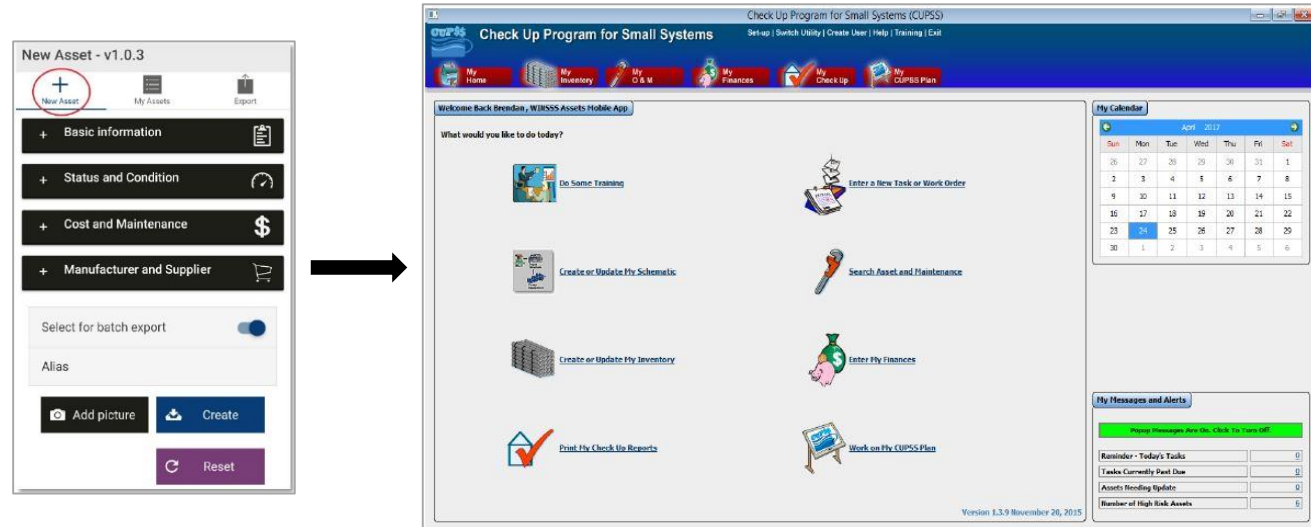 New Asset - v1.0.3
New Asset
My Assets
Export
+ Basic information
+ Status and Condition
+ Cost and Maintenance
$
+ Manufacturer and Supplier
Select for batch export
Alias
Add picture
Create
Reset
Check Up Program for Small Systems (CUPSS)
CUPSS
Check Up Program for Small Systems
Set-up | Switch Utility | Create User | Help | Training | Exit
My Home
My Inventory
My O & M
My Finances
My Check Up
My CUPSS Plan
Welcome Back Brendan, WINSSS Assets Mobile App
What would you like to do today?
Do Some Training
Enter a New Task or Work Order
Create or Update My Schematic
Search Asset and Maintenance
Create or Update My Inventory
Enter My Finances
Print My Check Up Reports
Work on My CUPSS Plan
Version 1.3.9 November 20, 2015
My Calendar
April 2017
Sun Mon Tue Wed Thu Fri Sat
26 27 28 29 30 31 1
2 3 4 5 6 7 8
9 10 11 12 13 14 15
16 17 18 19 20 21 22
23 24 25 26 27 28 29
30 1 2 3 4 5 6
My Messages and Alerts
Popup Messages Are On. Click To Turn Off.
Reminder - Today's Tasks 0
Tasks Currently Past Due 0
Assets Needing Update 0
Number of High Risk Assets 6